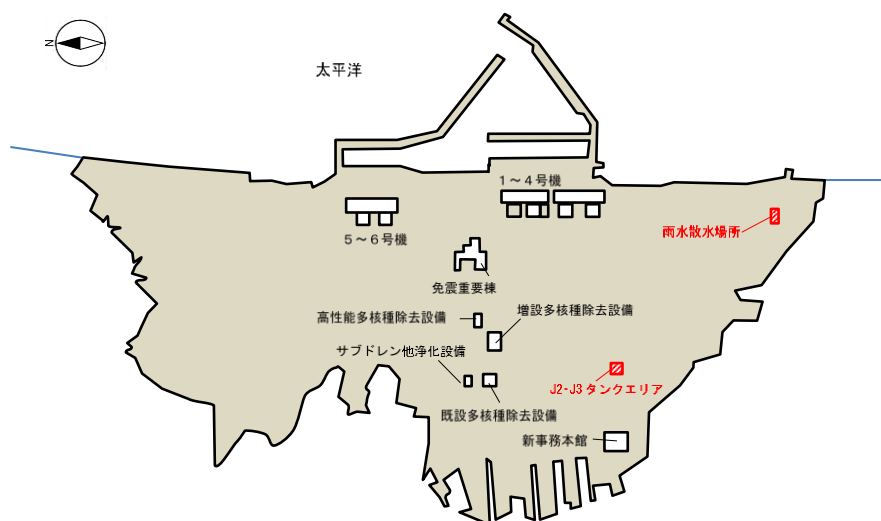 N
太平洋
1～4号機
5～6号機
雨水散水場所
免震重要棟
高性能多核種除去設備
増設多核種除去設備
サブドレン他浄化設備
J2-J3タンクエリア
既設多核種除去設備
新事務本館